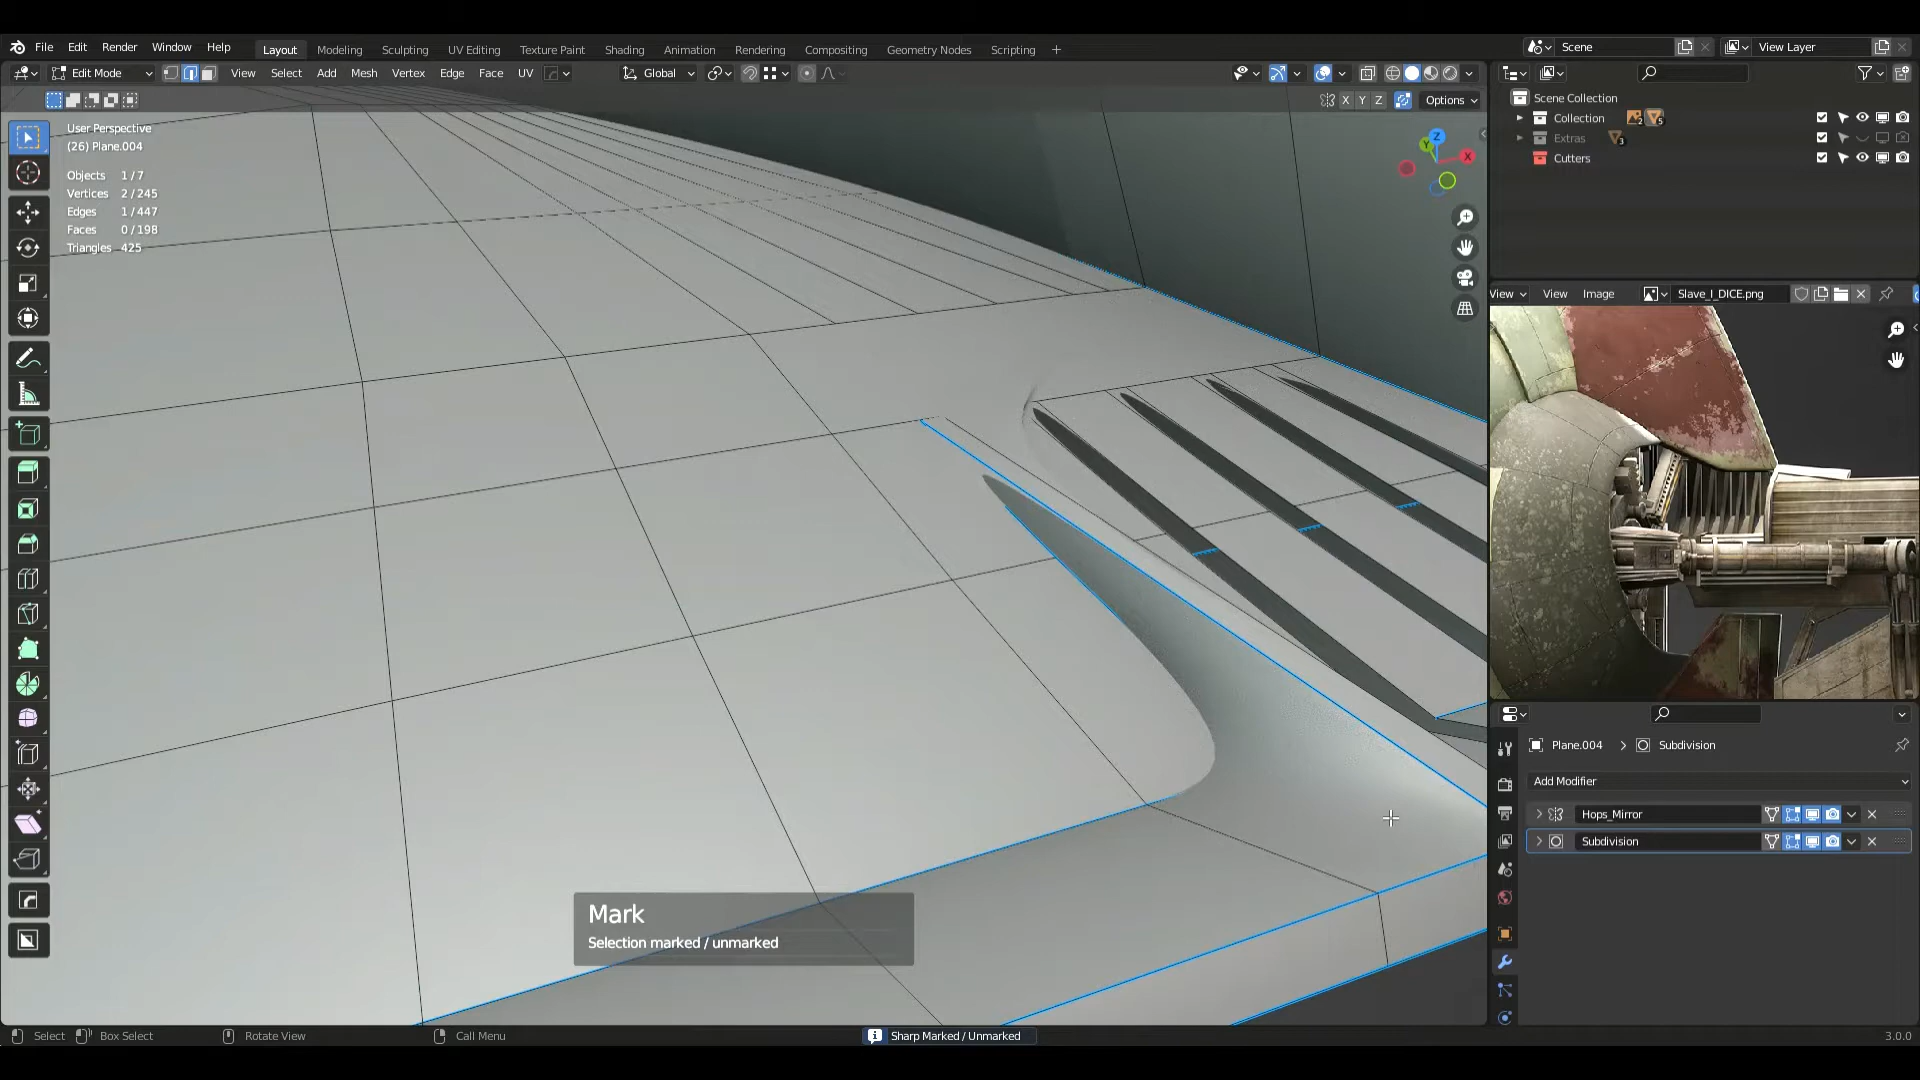 File Edit Render Window Help Layout Modeling Sculpting UV Editing Texture Paint Shading Animation Rendering Compositing Geometry Nodes Scripting + Scene View Layer
Edit Mode View Select Add Mesh Vertex Edge Face UV Global
X Y Z Options
User Perspective
(26) Plane.004
Objects 1/7
Vertices 2/245
Edges 1/447
Faces 0/198
Triangles 425
Z
Y
X
Scene Collection
Collection 2 5
Extras 3
Cutters
View View Image Slave_I_DICE.png
Plane.004 > Subdivision
Add Modifier
Hops_Mirror
Subdivision
Mark
Selection marked / unmarked
Select Box Select Rotate View Call Menu Sharp Marked / Unmarked 3.0.0